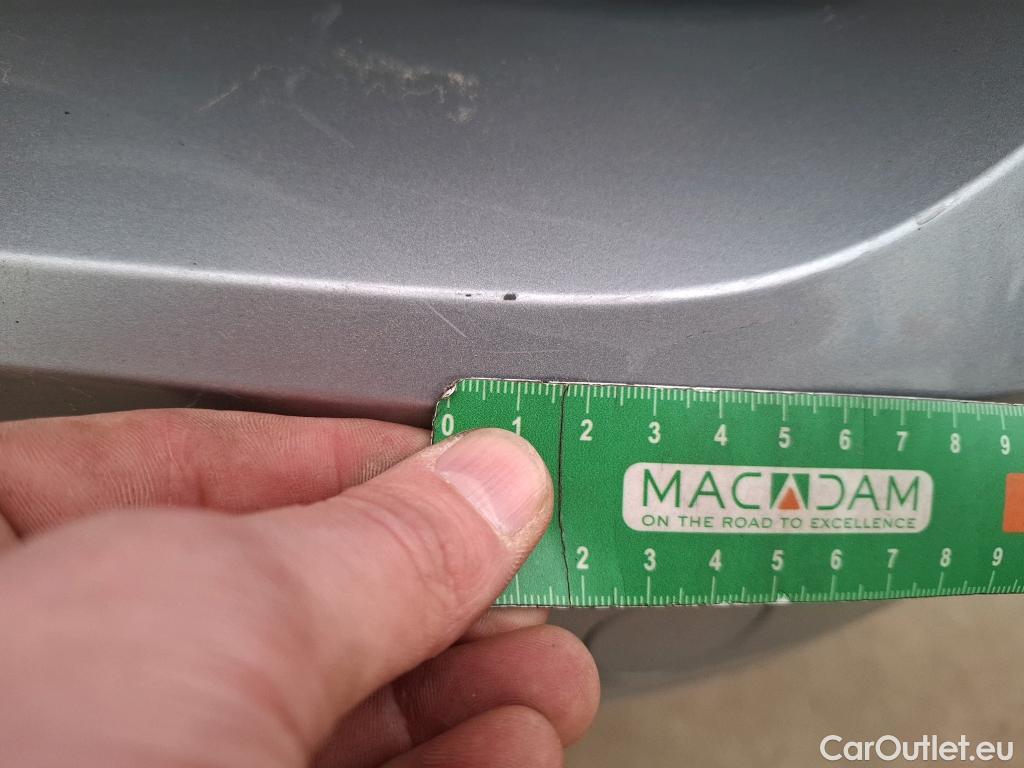 0 1 2 3 4 5 6 7 8 9
MACADAM
ON THE ROAD TO EXCELLENCE
2 3 4 5 6 7 8 9
CarOutlet.eu